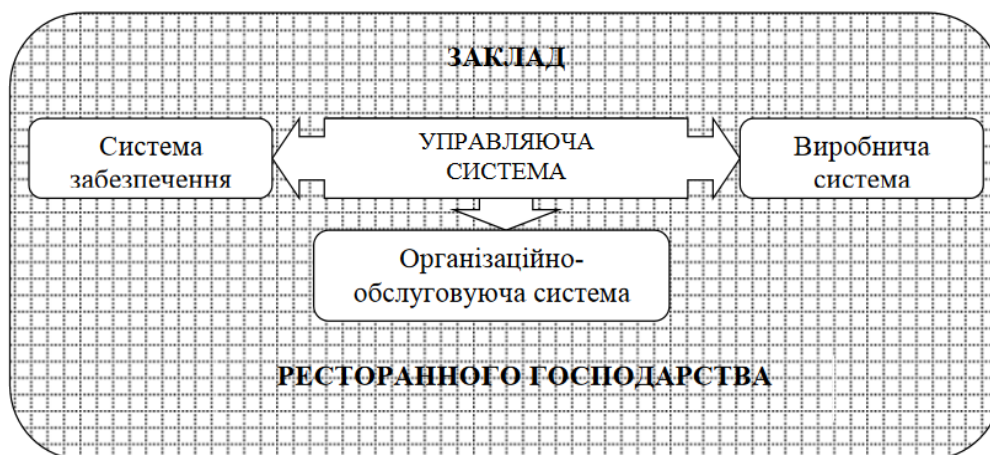 ЗАКЛАД
Система
забезпечення
УПРАВЛЯЮЧА
СИСТЕМА
Виробнича
система
Організаційно-
обслуговуюча система
РЕСТОРАННОГО ГОСПОДАРСТВА